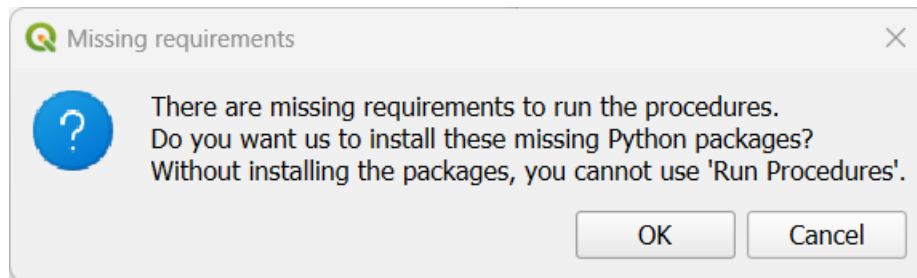 Missing requirements
There are missing requirements to run the procedures.
Do you want us to install these missing Python packages?
Without installing the packages, you cannot use 'Run Procedures'.
OK Cancel